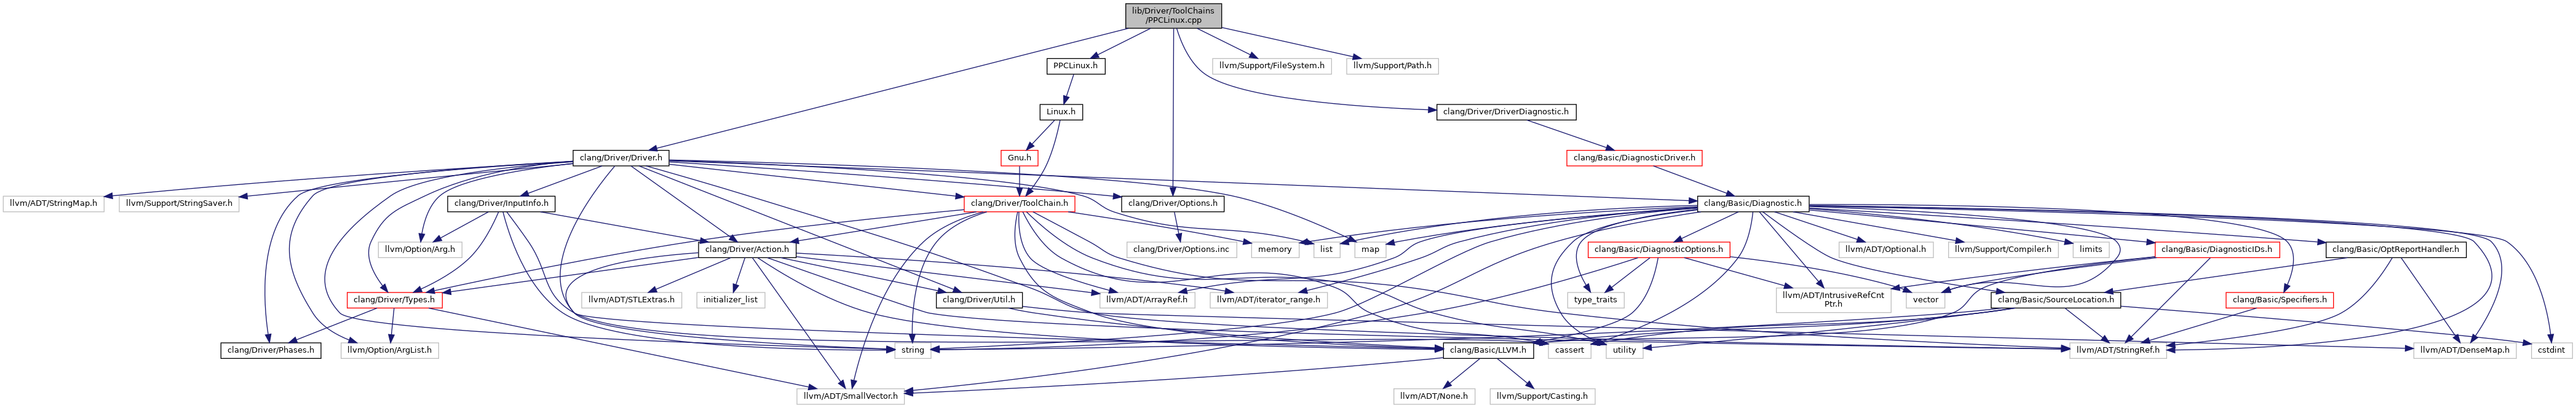 lib/Driver/ToolChains
/PPCLinux.cpp
PPCLinux.h
llvm/Support/FileSystem.h
llvm/Support/Path.h
Linux.h
clang/Driver/DriverDiagnostic.h
clang/Driver/Driver.h
Gnu.h
clang/Basic/DiagnosticDriver.h
llvm/ADT/StringMap.h
llvm/Support/StringSaver.h
clang/Driver/InputInfo.h
clang/Driver/ToolChain.h
clang/Driver/Options.h
clang/Basic/Diagnostic.h
llvm/Option/Arg.h
clang/Driver/Action.h
clang/Driver/Options.inc
memory
list
map
clang/Basic/DiagnosticOptions.h
llvm/ADT/Optional.h
llvm/Support/Compiler.h
limits
clang/Basic/DiagnosticIDs.h
clang/Basic/OptReportHandler.h
clang/Driver/Types.h
llvm/ADT/STLExtras.h
initializer_list
clang/Driver/Util.h
llvm/ADT/ArrayRef.h
llvm/ADT/iterator_range.h
type_traits
llvm/ADT/IntrusiveRefCnt
Ptr.h
vector
clang/Basic/SourceLocation.h
clang/Basic/Specifiers.h
clang/Driver/Phases.h
llvm/Option/ArgList.h
string
clang/Basic/LLVM.h
cassert
utility
llvm/ADT/StringRef.h
llvm/ADT/DenseMap.h
cstdint
llvm/ADT/SmallVector.h
llvm/ADT/None.h
llvm/Support/Casting.h